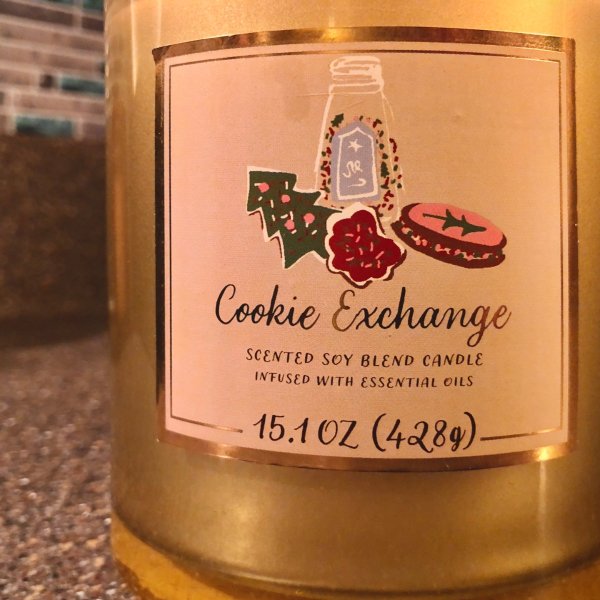 Cookie Exchange
SCENTED SOY BLEND CANDLE
INFUSED WITH ESSENTIAL OILS
15.1 OZ (428g)